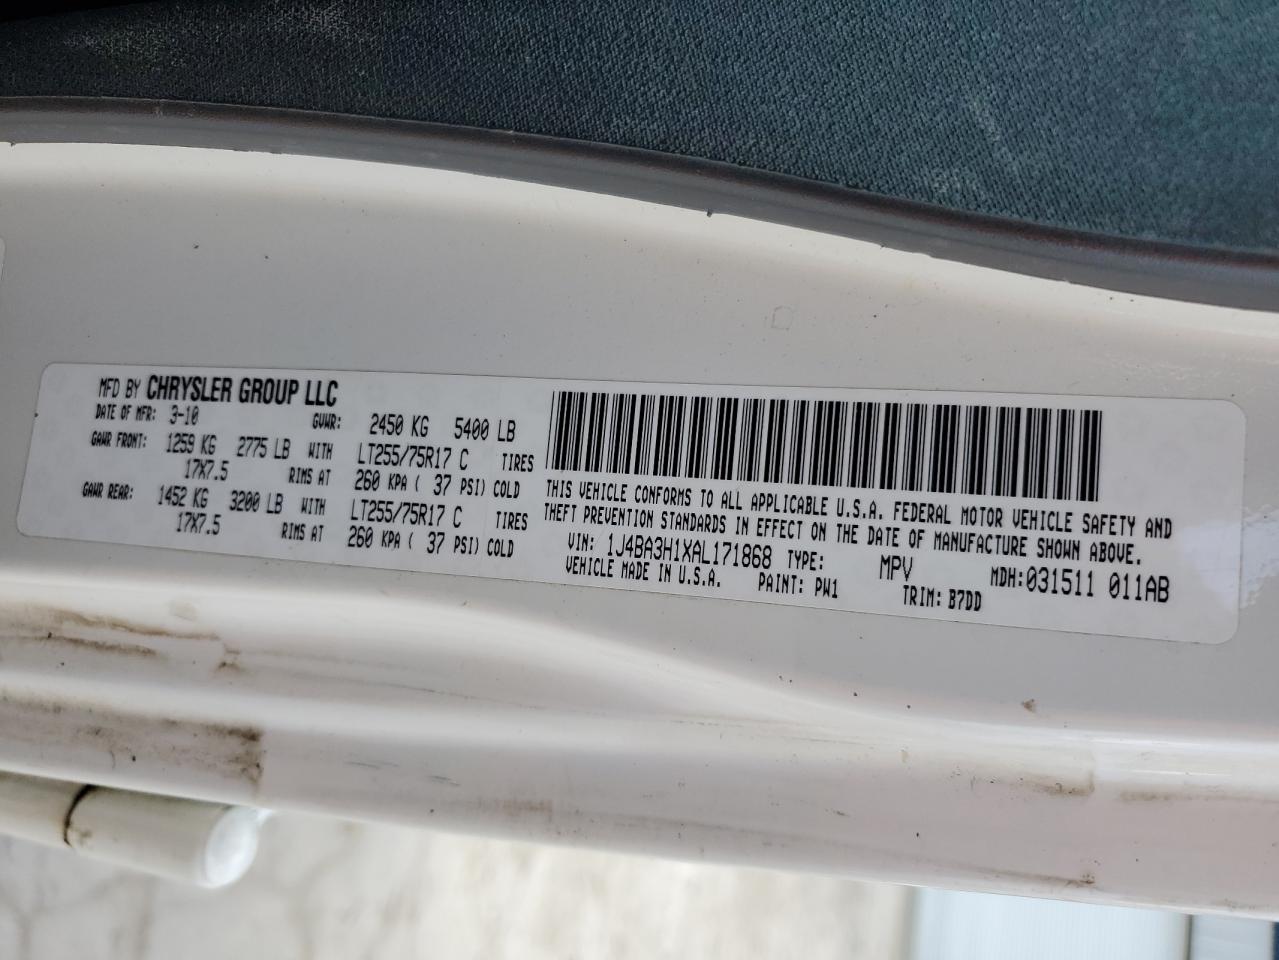 MFD BY CHRYSLER GROUP LLC
DATE OF MFR: 3-10 GVWR: 2450 KG 5400 LB
GAWR FRONT: 1259 KG 2775 LB WITH LT255/75R17 C TIRES
17X7.5 RIMS AT 260 KPA ( 37 PSI) COLD
GAWR REAR: 1452 KG 3200 LB WITH LT255/75R17 C TIRES
17X7.5 RIMS AT 260 KPA ( 37 PSI) COLD
THIS VEHICLE CONFORMS TO ALL APPLICABLE U.S.A. FEDERAL MOTOR VEHICLE SAFETY AND
THEFT PREVENTION STANDARDS IN EFFECT ON THE DATE OF MANUFACTURE SHOWN ABOVE.
VIN: 1J4BA3H1XAL171868 TYPE: MPV MDH:031511 011AB
VEHICLE MADE IN U.S.A. PAINT: PW1 TRIM: B7DD